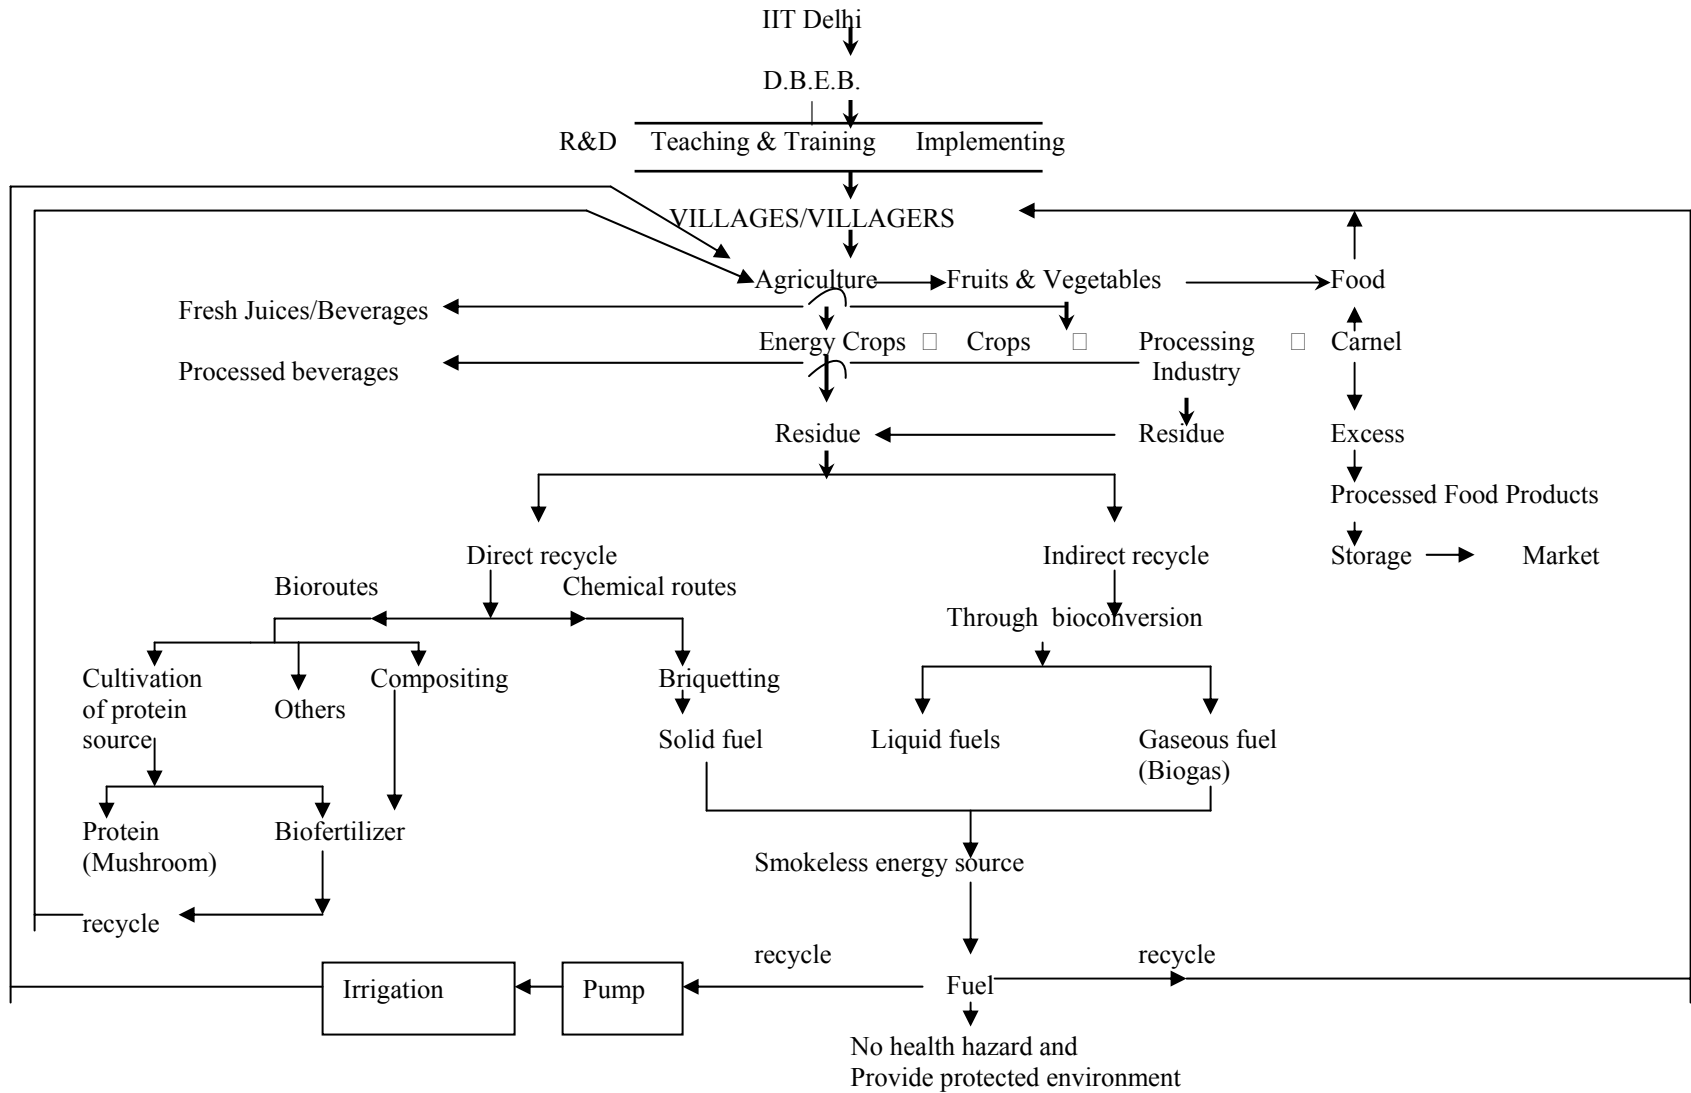 IIT Delhi
D.B.E.B.
R&D Teaching & Training Implementing
VILLAGES/VILLAGERS
Agriculture Fruits & Vegetables Food
Fresh Juices/Beverages
Energy Crops □ Crops □ Processing □ Carnel
Processed beverages Industry
Residue Residue Excess
Processed Food Products
Direct recycle Indirect recycle Storage Market
Bioroutes Chemical routes
Through bioconversion
Cultivation Compositing Briquetting
of protein Others
source Solid fuel Liquid fuels Gaseous fuel
(Biogas)
Protein Biofertilizer
(Mushroom) Smokeless energy source
recycle
recycle recycle
Irrigation Pump Fuel
No health hazard and
Provide protected environment